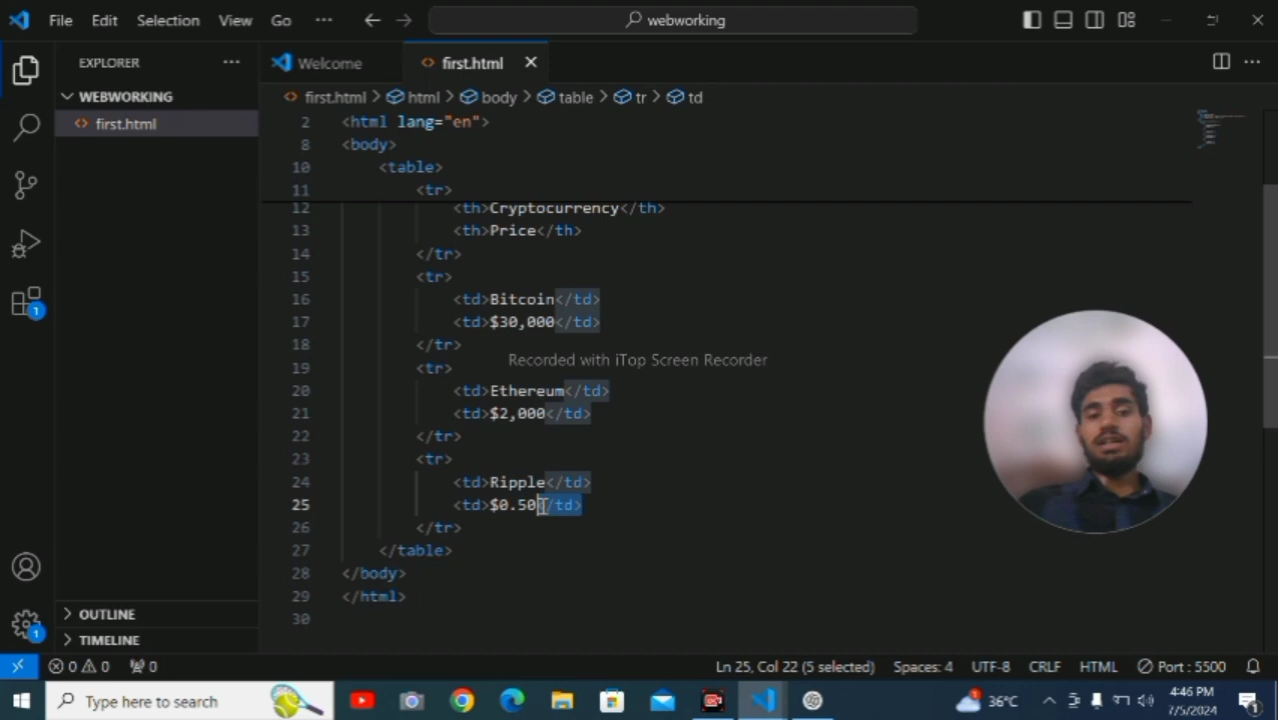 File Edit Selection View Go ··· webworking
EXPLORER ··· Welcome first.html
WEBWORKING
first.html
first.html > html > body > table > tr > td
2 <html lang="en">
8 <body>
10 <table>
11 <tr>
12 <th>Cryptocurrency</th>
13 <th>Price</th>
14 </tr>
15 <tr>
16 <td>Bitcoin</td>
17 <td>$30,000</td>
18 </tr>
Recorded with iTop Screen Recorder
19 <tr>
20 <td>Ethereum</td>
21 <td>$2,000</td>
22 </tr>
23 <tr>
24 <td>Ripple</td>
25 <td>$0.50</td>
26 </tr>
27 </table>
28 </body>
29 </html>
30
1
1
OUTLINE
TIMELINE
0 0 0 Ln 25, Col 22 (5 selected) Spaces: 4 UTF-8 CRLF HTML Port : 5500
Type here to search 36°C 4:46 PM
7/5/2024
1